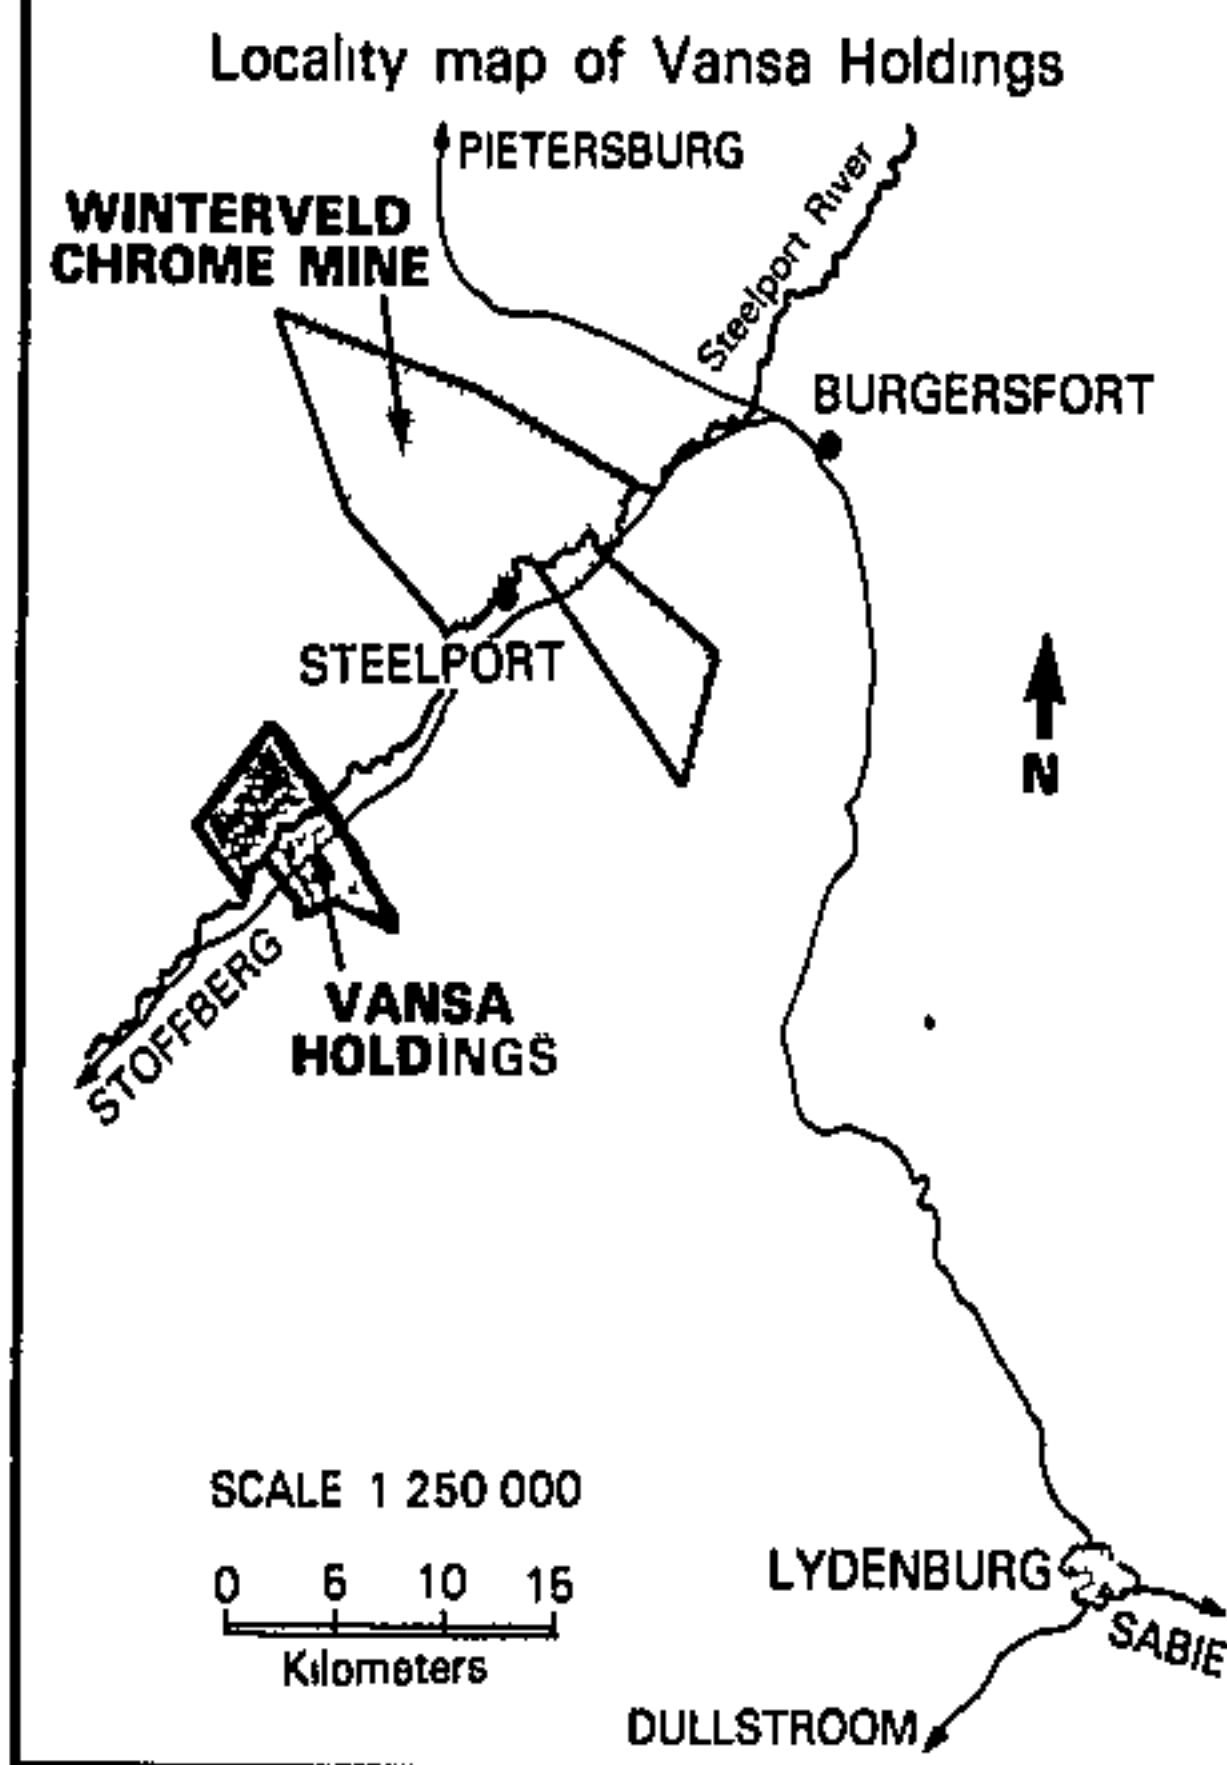 Locality map of Vansa Holdings
PIETERSBURG
Steelport River
WINTERVELD
CHROME MINE
BURGERSFORT
STEELPORT
N
STOFFBERG
VANSA
HOLDINGS
SCALE 1 250 000
0 5 10 15
Kilometers
LYDENBURG
SABIE
DULLSTROOM